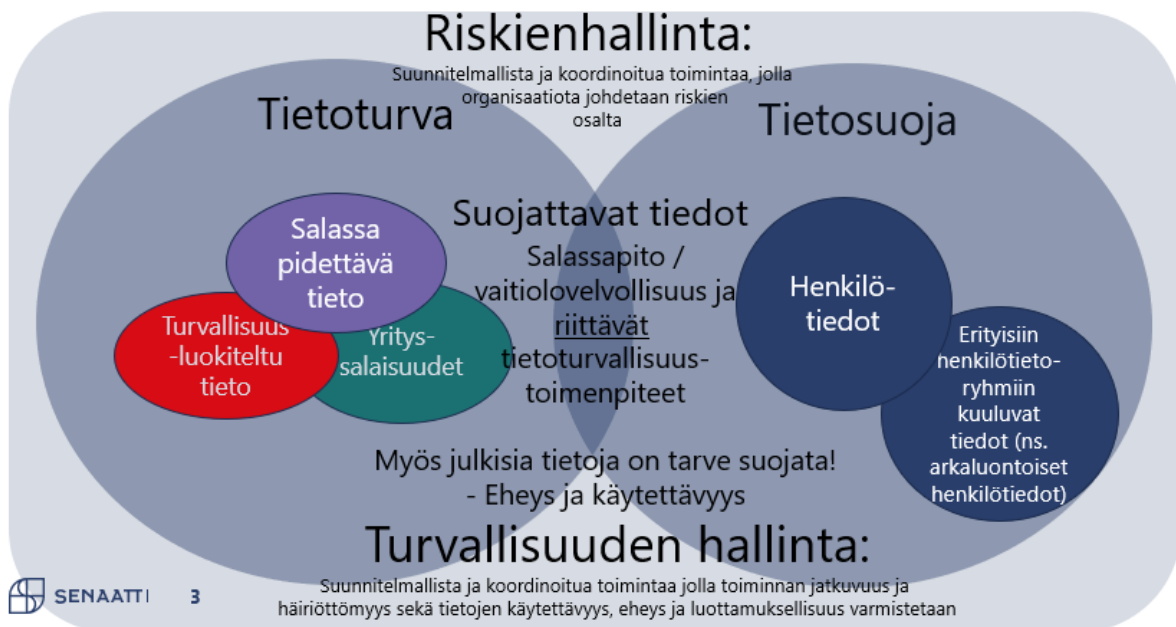 Riskienhallinta:
Suunnitelmallista ja koordinoitua toimintaa, jolla
organisaatiota johdetaan riskien
osalta
Tietoturva
Tietosuoja
Salassa
pidettävä
tieto
Turvallisuus
-luokiteltu
tieto
Yritys-
salaisuudet
Suojattavat tiedot
Salassapito /
vaitiolovelvollisuus ja
riittävät
tietoturvallisuus-
toimenpiteet
Henkilö-
tiedot
Erityisiin
henkilötieto-
ryhmiin
kuuluvat
tiedot (ns.
arkaluontoiset
henkilötiedot)
Myös julkisia tietoja on tarve suojata!
- Eheys ja käytettävyys
Turvallisuuden hallinta:
Suunnitelmallista ja koordinoitua toimintaa jolla toiminnan jatkuvuus ja
häiriöttömyys sekä tietojen käytettävyys, eheys ja luottamuksellisuus varmistetaan
SENAATTI 3